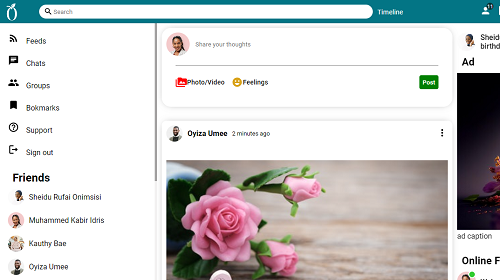 Search
Timeline
Feeds
Chats
Groups
Bokmarks
Support
Sign out
Friends
Sheidu Rufai Onimsisi
Muhammed Kabir Idris
Kauthy Bae
Oyiza Umee
Share your thoughts
Photo/Video
Feelings
Post
Oyiza Umee 2 minutes ago
Sheidu
birthd
Ad
ad caption
Online F